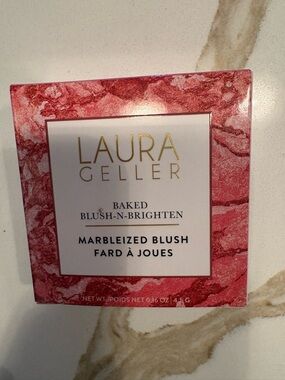 LAURA
GELLER
BAKED
BLUSH-N-BRIGHTEN
MARBLEIZED BLUSH
FARD À JOUES
NET WT./POIDS NET 0.16 OZ / 4.5 G